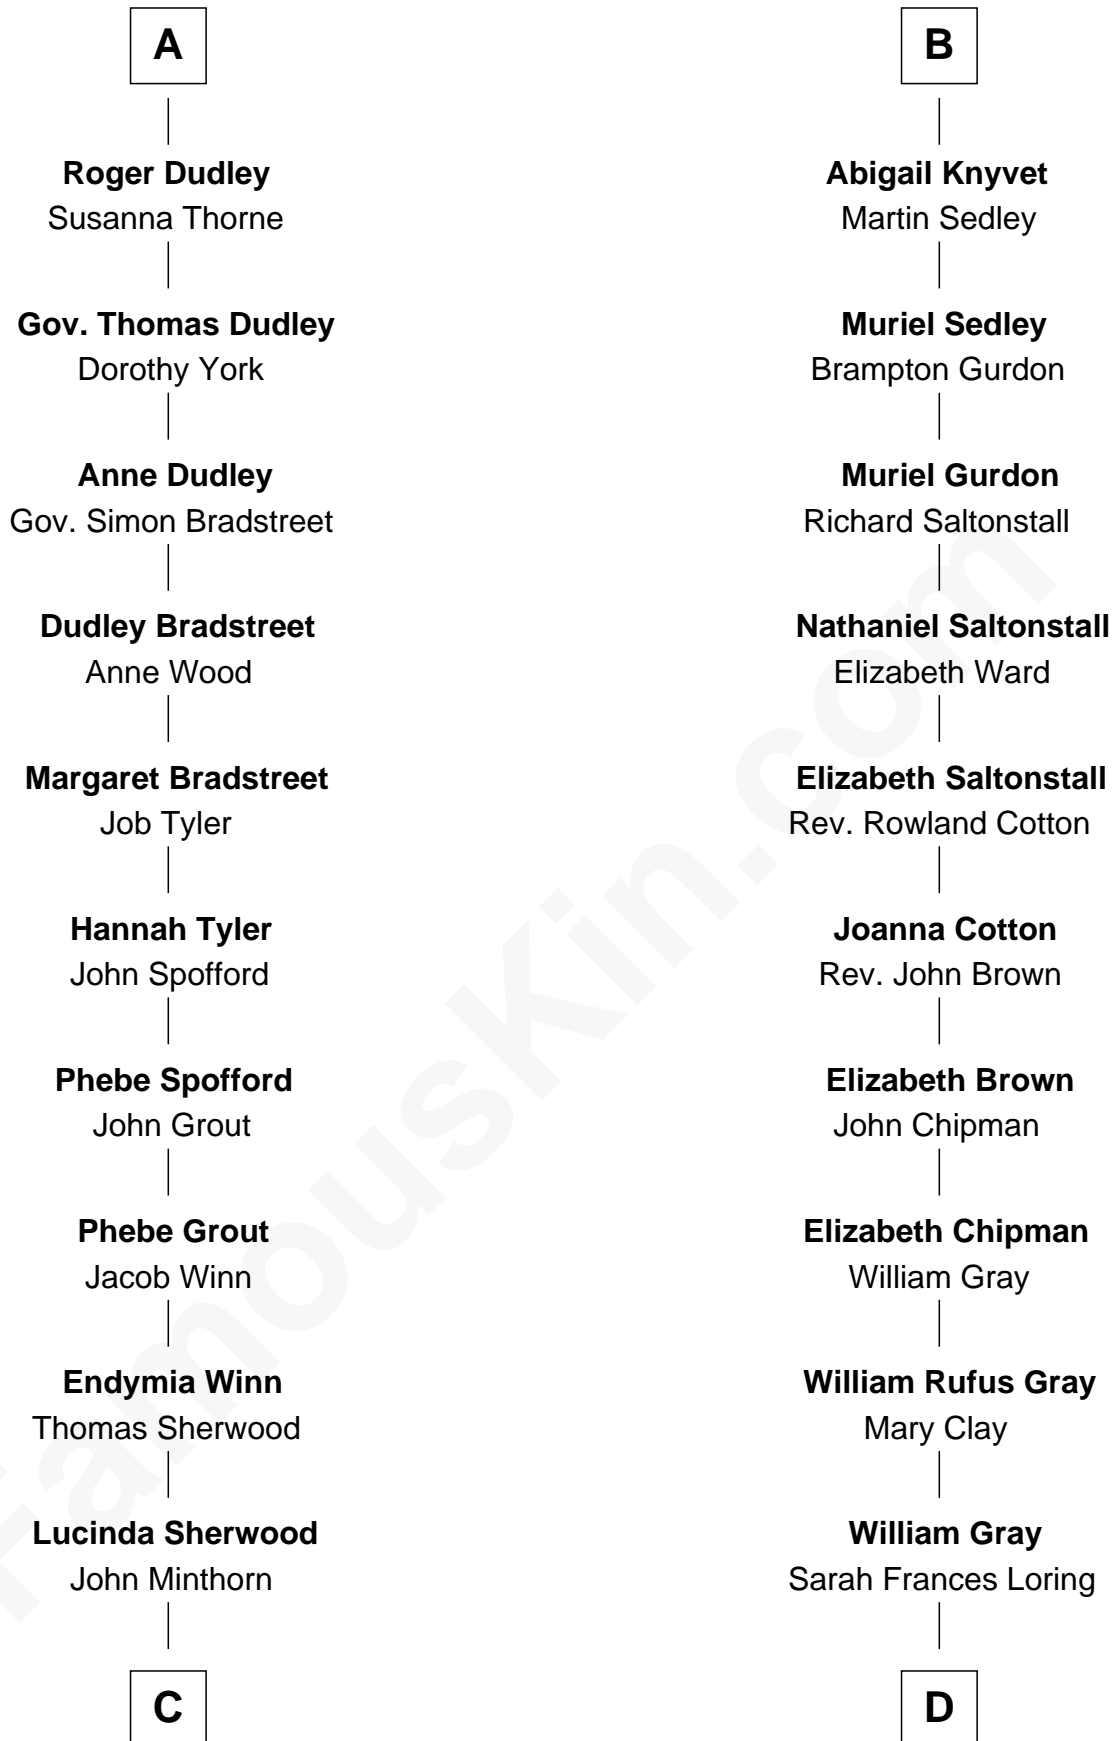 A
Roger Dudley
Susanna Thorne
Gov. Thomas Dudley
Dorothy York
Anne Dudley
Gov. Simon Bradstreet
Dudley Bradstreet
Anne Wood
Margaret Bradstreet
Job Tyler
Hannah Tyler
John Spofford
Phebe Spofford
John Grout
Phebe Grout
Jacob Winn
Endymia Winn
Thomas Sherwood
Lucinda Sherwood
John Minthorn
C
B
Abigail Knyvet
Martin Sedley
Muriel Sedley
Brampton Gurdon
Muriel Gurdon
Richard Saltonstall
Nathaniel Saltonstall
Elizabeth Ward
Elizabeth Saltonstall
Rev. Rowland Cotton
Joanna Cotton
Rev. John Brown
Elizabeth Brown
John Chipman
Elizabeth Chipman
William Gray
William Rufus Gray
Mary Clay
William Gray
Sarah Frances Loring
D
FamousKin.com